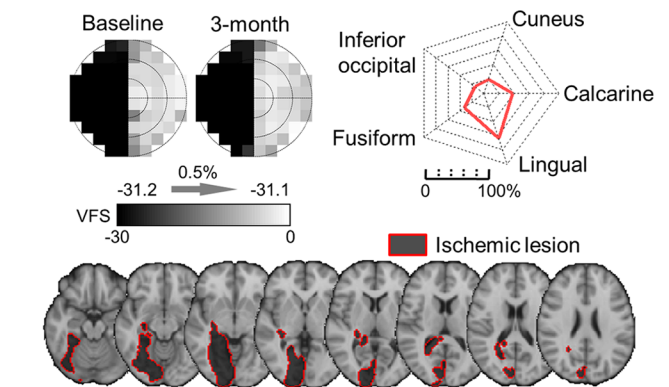 Baseline
3-month
0.5%
-31.2
-31.1
VFS
-30
0
Cuneus
Inferior
occipital
Calcarine
Fusiform
Lingual
0
100%
Ischemic lesion